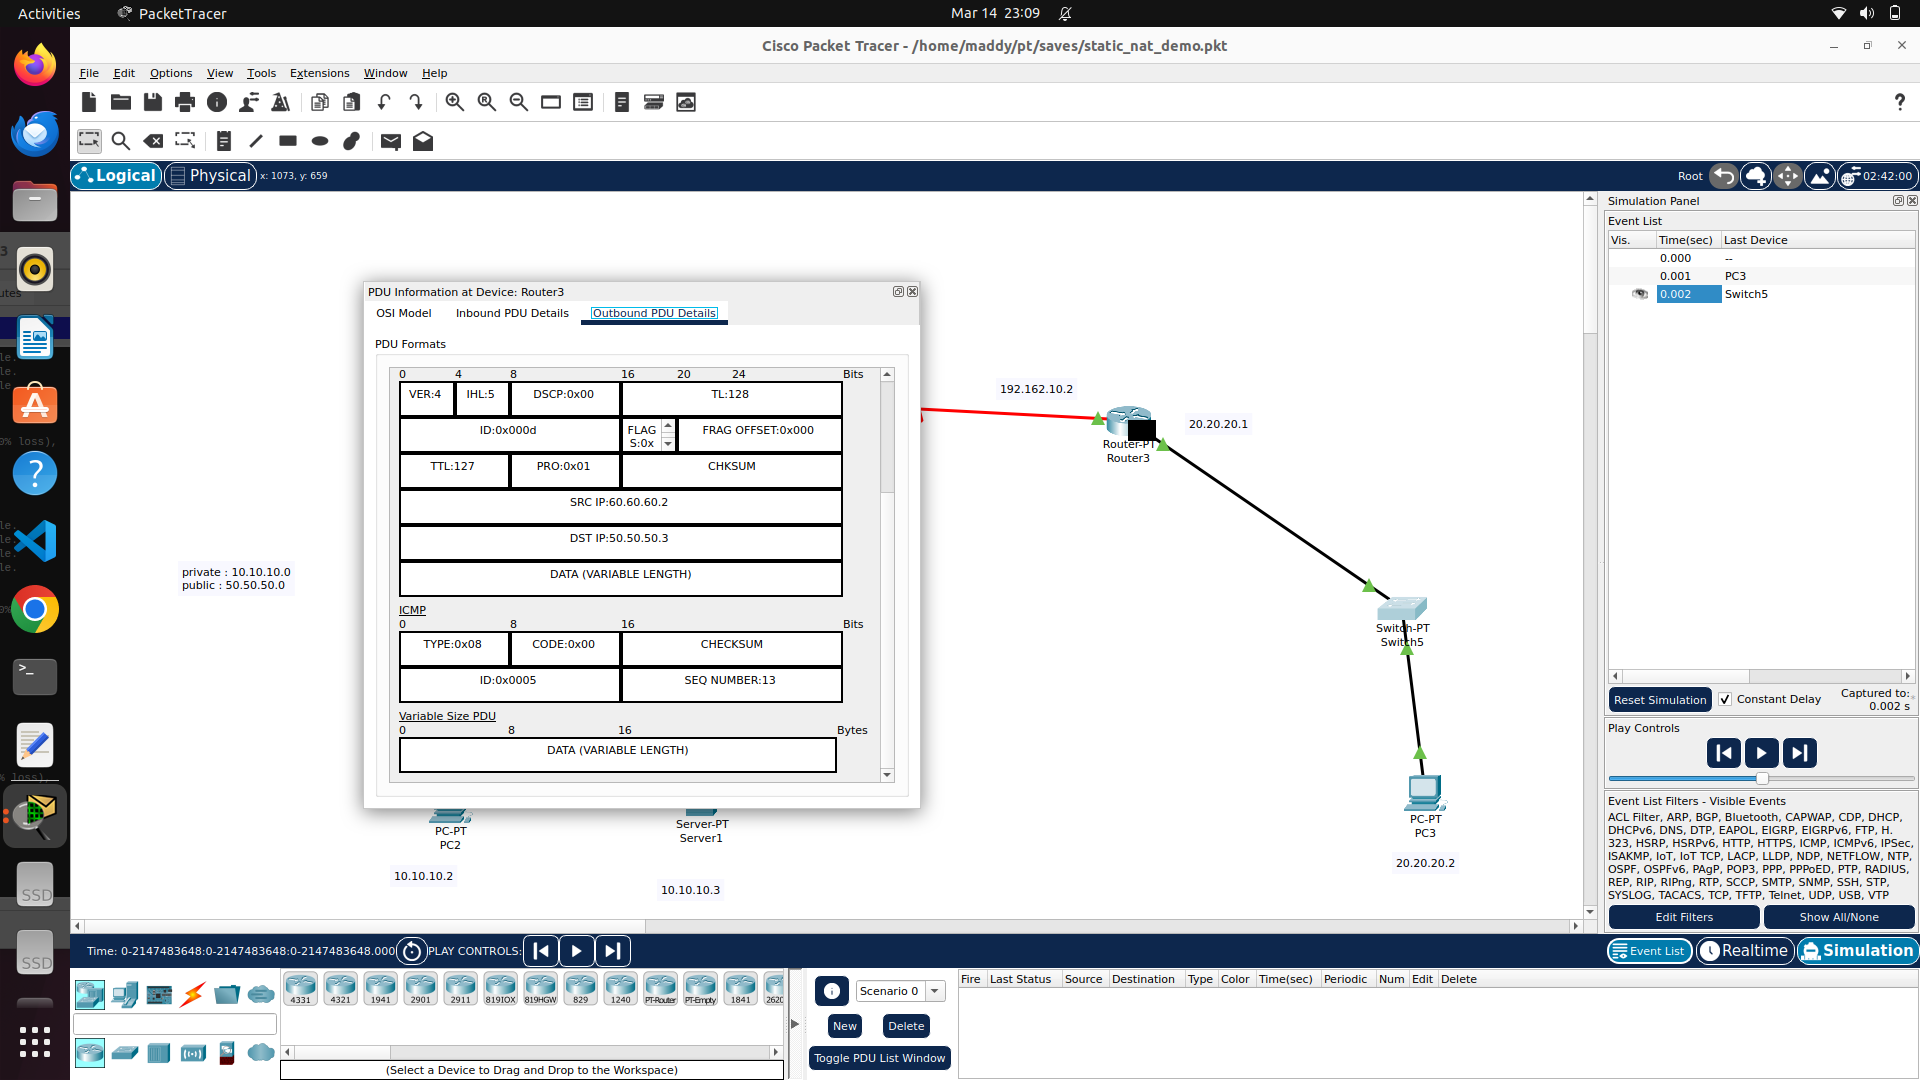 Activities
PacketTracer
Mar 14 23:09
Cisco Packet Tracer - /home/maddy/pt/saves/static_nat_demo.pkt
File Edit Options View Tools Extensions Window Help
?
Logical
Physical
x: 1073, y: 659
Root
02:42:00
Simulation Panel
Event List
Vis. Time(sec) Last Device
0.000 --
0.001 PC3
0.002 Switch5
PDU Information at Device: Router3
OSI Model Inbound PDU Details Outbound PDU Details
PDU Formats
0 4 8 16 20 24 Bits
VER:4 IHL:5 DSCP:0x00 TL:128
ID:0x000d FLAG
S:0x FRAG OFFSET:0x000
TTL:127 PRO:0x01 CHKSUM
SRC IP:60.60.60.2
DST IP:50.50.50.3
DATA (VARIABLE LENGTH)
ICMP
0 8 16 Bits
TYPE:0x08 CODE:0x00 CHECKSUM
ID:0x0005 SEQ NUMBER:13
Variable Size PDU
0 8 16 Bytes
DATA (VARIABLE LENGTH)
192.162.10.2
20.20.20.1
Router-PT
Router3
private : 10.10.10.0
public : 50.50.50.0
Switch-PT
Switch5
PC-PT
PC3
20.20.20.2
PC-PT
PC2
10.10.10.2
Server-PT
Server1
10.10.10.3
Reset Simulation
Constant Delay
Captured to:
0.002 s
Play Controls
Event List Filters - Visible Events
ACL Filter, ARP, BGP, Bluetooth, CAPWAP, CDP, DHCP,
DHCPv6, DNS, DTP, EAPOL, EIGRP, EIGRPv6, FTP, H.
323, HSRP, HSRPv6, HTTP, HTTPS, ICMP, ICMPv6, IPSec,
ISAKMP, IoT, IoT TCP, LACP, LLDP, NDP, NETFLOW, NTP,
OSPF, OSPFv6, PAgP, POP3, PPP, PPPoED, PTP, RADIUS,
REP, RIP, RIPng, RTP, SCCP, SMTP, SNMP, SSH, STP,
SYSLOG, TACACS, TCP, TFTP, Telnet, UDP, USB, VTP
Edit Filters
Show All/None
Time: 0-2147483648:0-2147483648:0-2147483648.000
PLAY CONTROLS:
Event List
Realtime
Simulation
4331 4321 1941 2901 2911 819IOX 819HGW 829 1240 PT-Router PT-Empty 1841 2620
(Select a Device to Drag and Drop to the Workspace)
Scenario 0
New
Delete
Toggle PDU List Window
Fire Last Status Source Destination Type Color Time(sec) Periodic Num Edit Delete
SSD
SSD